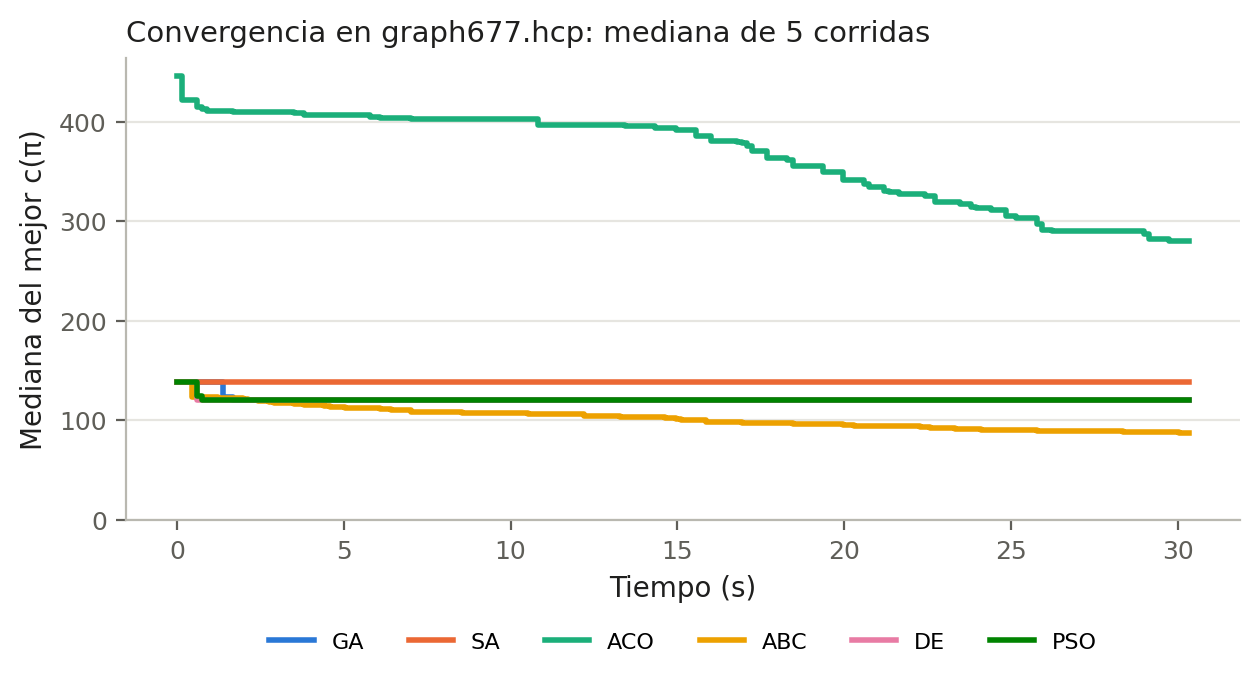 Convergencia en graph677.hcp: mediana de 5 corridas
Mediana del mejor c(π)
400
300
200
100
0
0 5 10 15 20 25 30
Tiempo (s)
GA SA ACO ABC DE PSO